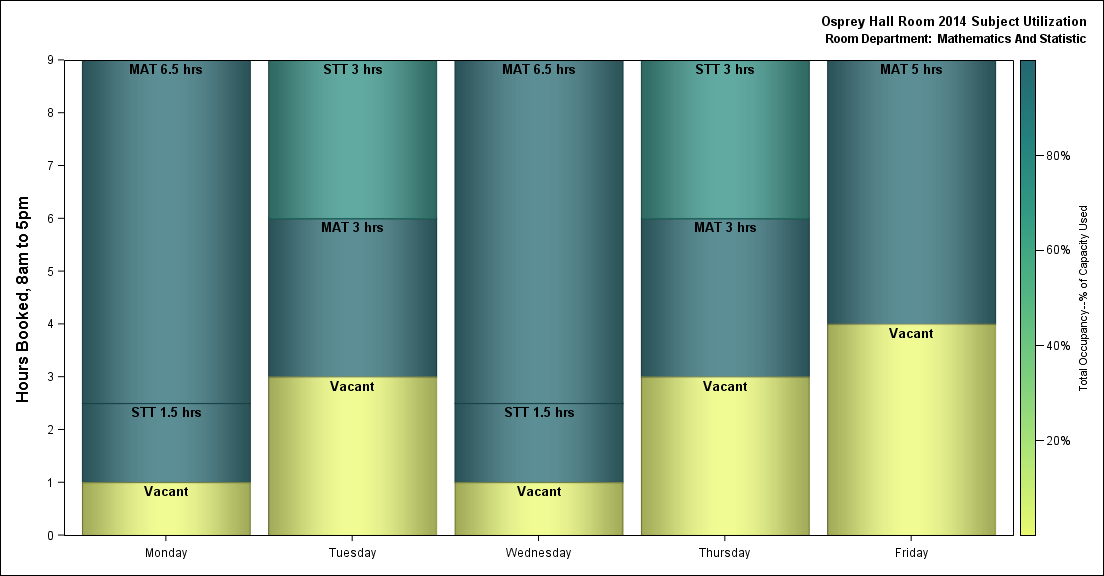 Osprey Hall Room 2014 Subject Utilization
Room Department: Mathematics And Statistic
Hours Booked, 8am to 5pm
9
8
7
6
5
4
3
2
1
0
MAT 6.5 hrs
STT 1.5 hrs
Vacant
STT 3 hrs
MAT 3 hrs
Vacant
MAT 6.5 hrs
STT 1.5 hrs
Vacant
STT 3 hrs
MAT 3 hrs
Vacant
MAT 5 hrs
Vacant
Monday
Tuesday
Wednesday
Thursday
Friday
80%
60%
40%
20%
Total Occupancy--% of Capacity Used